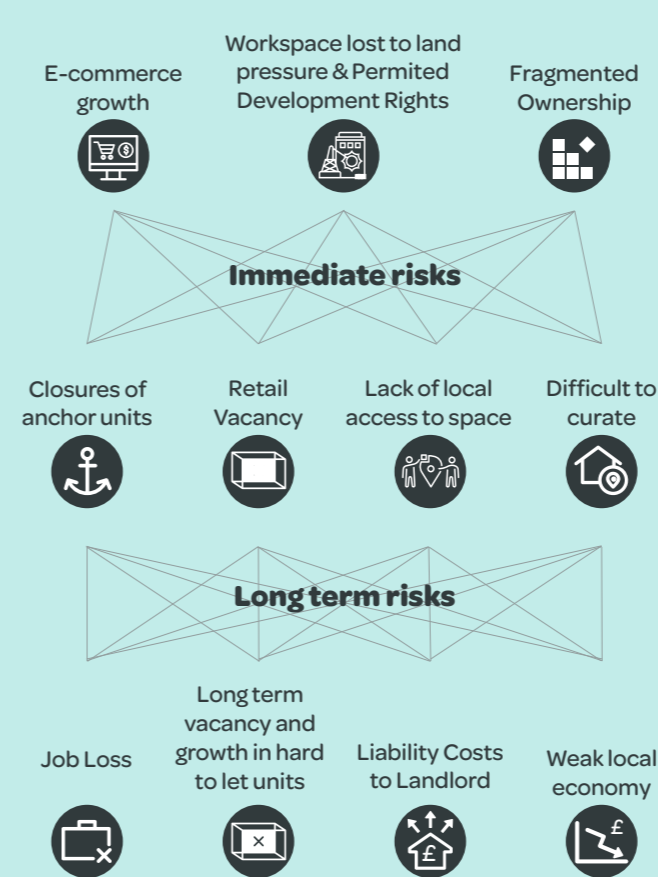 E-commerce
growth
Workspace lost to land
pressure & Permited
Development Rights
Fragmented
Ownership
Immediate risks
Closures of
anchor units
Retail
Vacancy
Lack of local
access to space
Difficult to
curate
Long term risks
Job Loss
Long term
vacancy and
growth in hard
to let units
Liability Costs
to Landlord
Weak local
economy